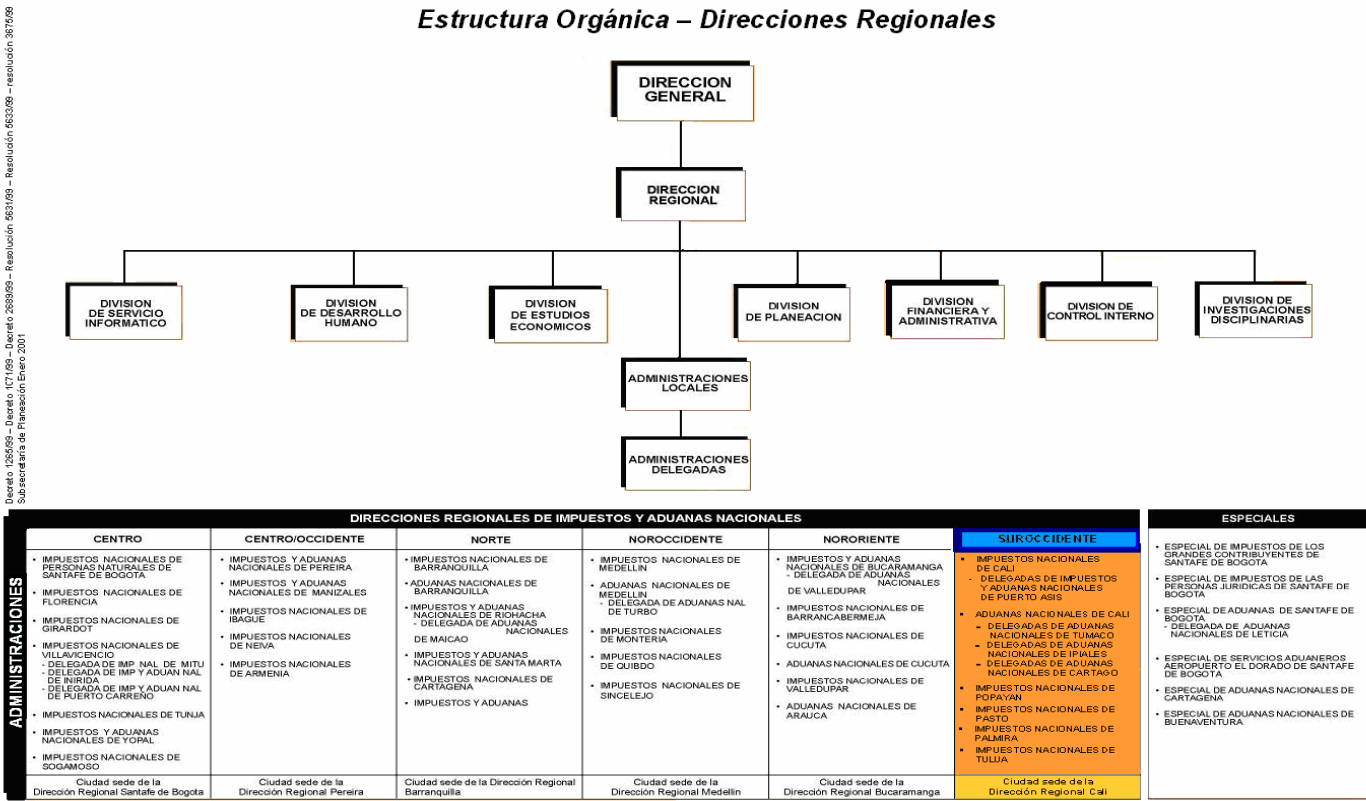 Estructura Orgánica – Direcciones Regionales
Decreto 1265/99 – Decreto 1071/99 – Decreto 2689/99 – Resolución 5631/99 – Resolución 5633/99 – resolución 3675/99
Subsecretaría de Planeación Enero 2001
DIRECCION
GENERAL
DIRECCION
REGIONAL
DIVISION
DE SERVICIO
INFORMATICO
DIVISION
DE DESARROLLO
HUMANO
DIVISION
DE ESTUDIOS
ECONOMICOS
DIVISION
DE PLANEACION
DIVISION
FINANCIERA Y
ADMINISTRATIVA
DIVISION DE
CONTROL INTERNO
DIVISION DE
INVESTIGACIONES
DISCIPLINARIAS
ADMINISTRACIONES
LOCALES
ADMINISTRACIONES
DELEGADAS
DIRECCIONES REGIONALES DE IMPUESTOS Y ADUANAS NACIONALES
ADMINISTRACIONES
CENTRO
• IMPUESTOS NACIONALES DE
PERSONAS NATURALES DE
SANTAFE DE BOGOTA
• IMPUESTOS NACIONALES DE
FLORENCIA
• IMPUESTOS NACIONALES DE
GIRARDOT
• IMPUESTOS NACIONALES DE
VILLAVICENCIO
- DELEGADA DE IMP NAL DE MITU
- DELEGADA DE IMP Y ADUAN NAL
DE INIRIDA
- DELEGADA DE IMP Y ADUAN NAL
DE PUERTO CARREÑO
• IMPUESTOS NACIONALES DE TUNJA
• IMPUESTOS Y ADUANAS
NACIONALES DE YOPAL
• IMPUESTOS NACIONALES DE
SOGAMOSO
Ciudad sede de la
Dirección Regional Santafe de Bogota
CENTRO/OCCIDENTE
• IMPUESTOS Y ADUANAS
NACIONALES DE PEREIRA
• IMPUESTOS Y ADUANAS
NACIONALES DE MANIZALES
• IMPUESTOS NACIONALES DE
IBAGUE
• IMPUESTOS NACIONALES
DE NEIVA
• IMPUESTOS NACIONALES
DE ARMENIA
Ciudad sede de la
Dirección Regional Pereira
NORTE
• IMPUESTOS NACIONALES DE
BARRANQUILLA
• ADUANAS NACIONALES DE
BARRANQUILLA
• IMPUESTOS Y ADUANAS
NACIONALES DE RIOHACHA
- DELEGADA DE ADUANAS
NACIONALES
DE MAICAO
• IMPUESTOS Y ADUANAS
NACIONALES DE SANTA MARTA
• IMPUESTOS NACIONALES DE
CARTAGENA
• IMPUESTOS Y ADUANAS
Ciudad sede de la Dirección Regional
Barranquilla
NOROCCIDENTE
• IMPUESTOS NACIONALES DE
MEDELLIN
• ADUANAS NACIONALES DE
MEDELLIN
- DELEGADA DE ADUANAS NAL
DE TURBO
• IMPUESTOS NACIONALES
DE MONTERIA
• IMPUESTOS NACIONALES
DE QUIBDO
• IMPUESTOS NACIONALES DE
SINCELEJO
Ciudad sede de la
Dirección Regional Medellin
NORORIENTE
• IMPUESTOS Y ADUANAS
NACIONALES DE BUCARAMANGA
- DELEGADA DE ADUANAS
NACIONALES
DE VALLEDUPAR
• IMPUESTOS NACIONALES DE
BARRANCABERMEJA
• IMPUESTOS NACIONALES DE
CUCUTA
• ADUANAS NACIONALES DE CUCUTA
• IMPUESTOS NACIONALES DE
VALLEDUPAR
• ADUANAS NACIONALES DE
ARAUCA
Ciudad sede de la
Dirección Regional Bucaramanga
SUROCCIDENTE
• IMPUESTOS NACIONALES
DE CALI
- DELEGADAS DE IMPUESTOS
Y ADUANAS NACIONALES
DE PUERTO ASIS
• ADUANAS NACIONALES DE CALI
– DELEGADAS DE ADUANAS
NACIONALES DE TUMACO
– DELEGADAS DE ADUANAS
NACIONALES DE IPIALES
– DELEGADAS DE ADUANAS
NACIONALES DE CARTAGO
• IMPUESTOS NACIONALES DE
POPAYAN
• IMPUESTOS NACIONALES DE
PASTO
• IMPUESTOS NACIONALES DE
PALMIRA
• IMPUESTOS NACIONALES DE
TULUA
Ciudad sede de la
Dirección Regional Cali
ESPECIALES
• ESPECIAL DE IMPUESTOS DE LOS
GRANDES CONTRIBUYENTES DE
SANTAFE DE BOGOTA
• ESPECIAL DE IMPUESTOS DE LAS
PERSONAS JURIDICAS DE SANTAFE DE
BOGOTA
• ESPECIAL DE ADUANAS DE SANTAFE DE
BOGOTA
- DELEGADA DE ADUANAS
NACIONALES DE LETICIA
• ESPECIAL DE SERVICIOS ADUANEROS
AEROPUERTO EL DORADO DE SANTAFE
DE BOGOTA
• ESPECIAL DE ADUANAS NACIONALES DE
CARTAGENA
• ESPECIAL DE ADUANAS NACIONALES DE
BUENAVENTURA